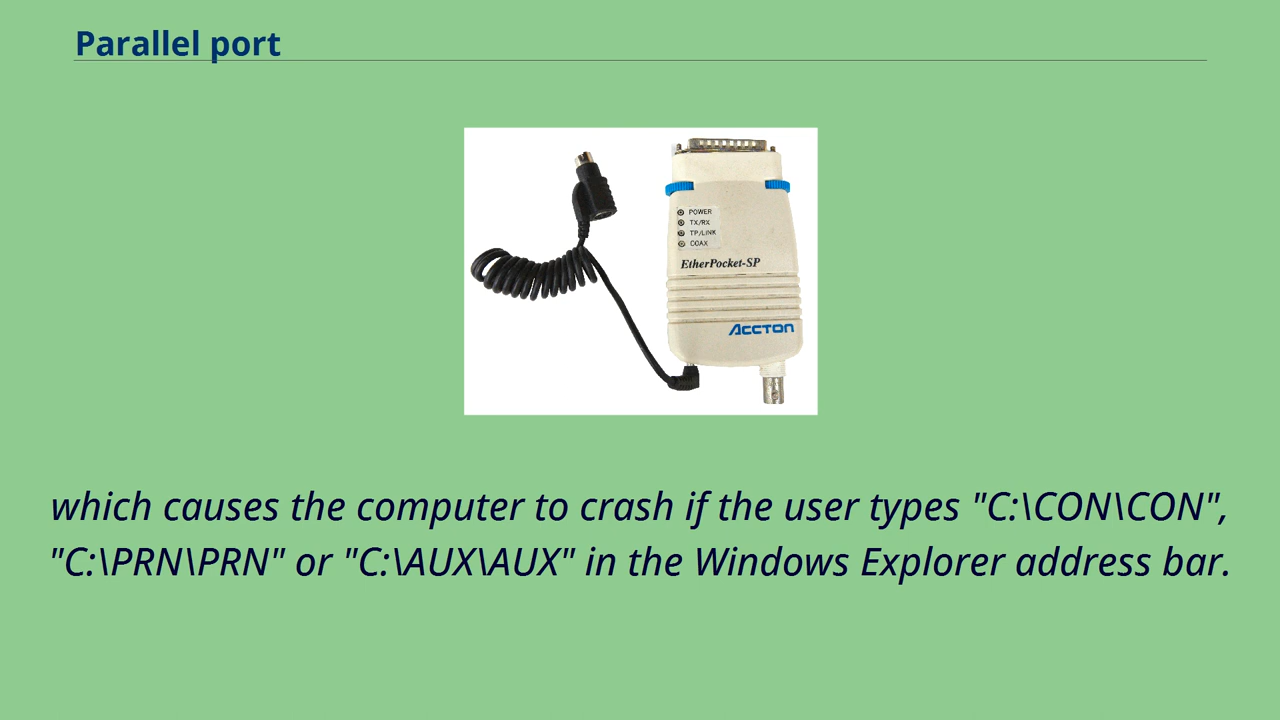 Parallel port
POWER
TX/RX
TP/LINK
COAX
EtherPocket-SP
Accton
which causes the computer to crash if the user types "C:\CON\CON",
"C:\PRN\PRN" or "C:\AUX\AUX" in the Windows Explorer address bar.